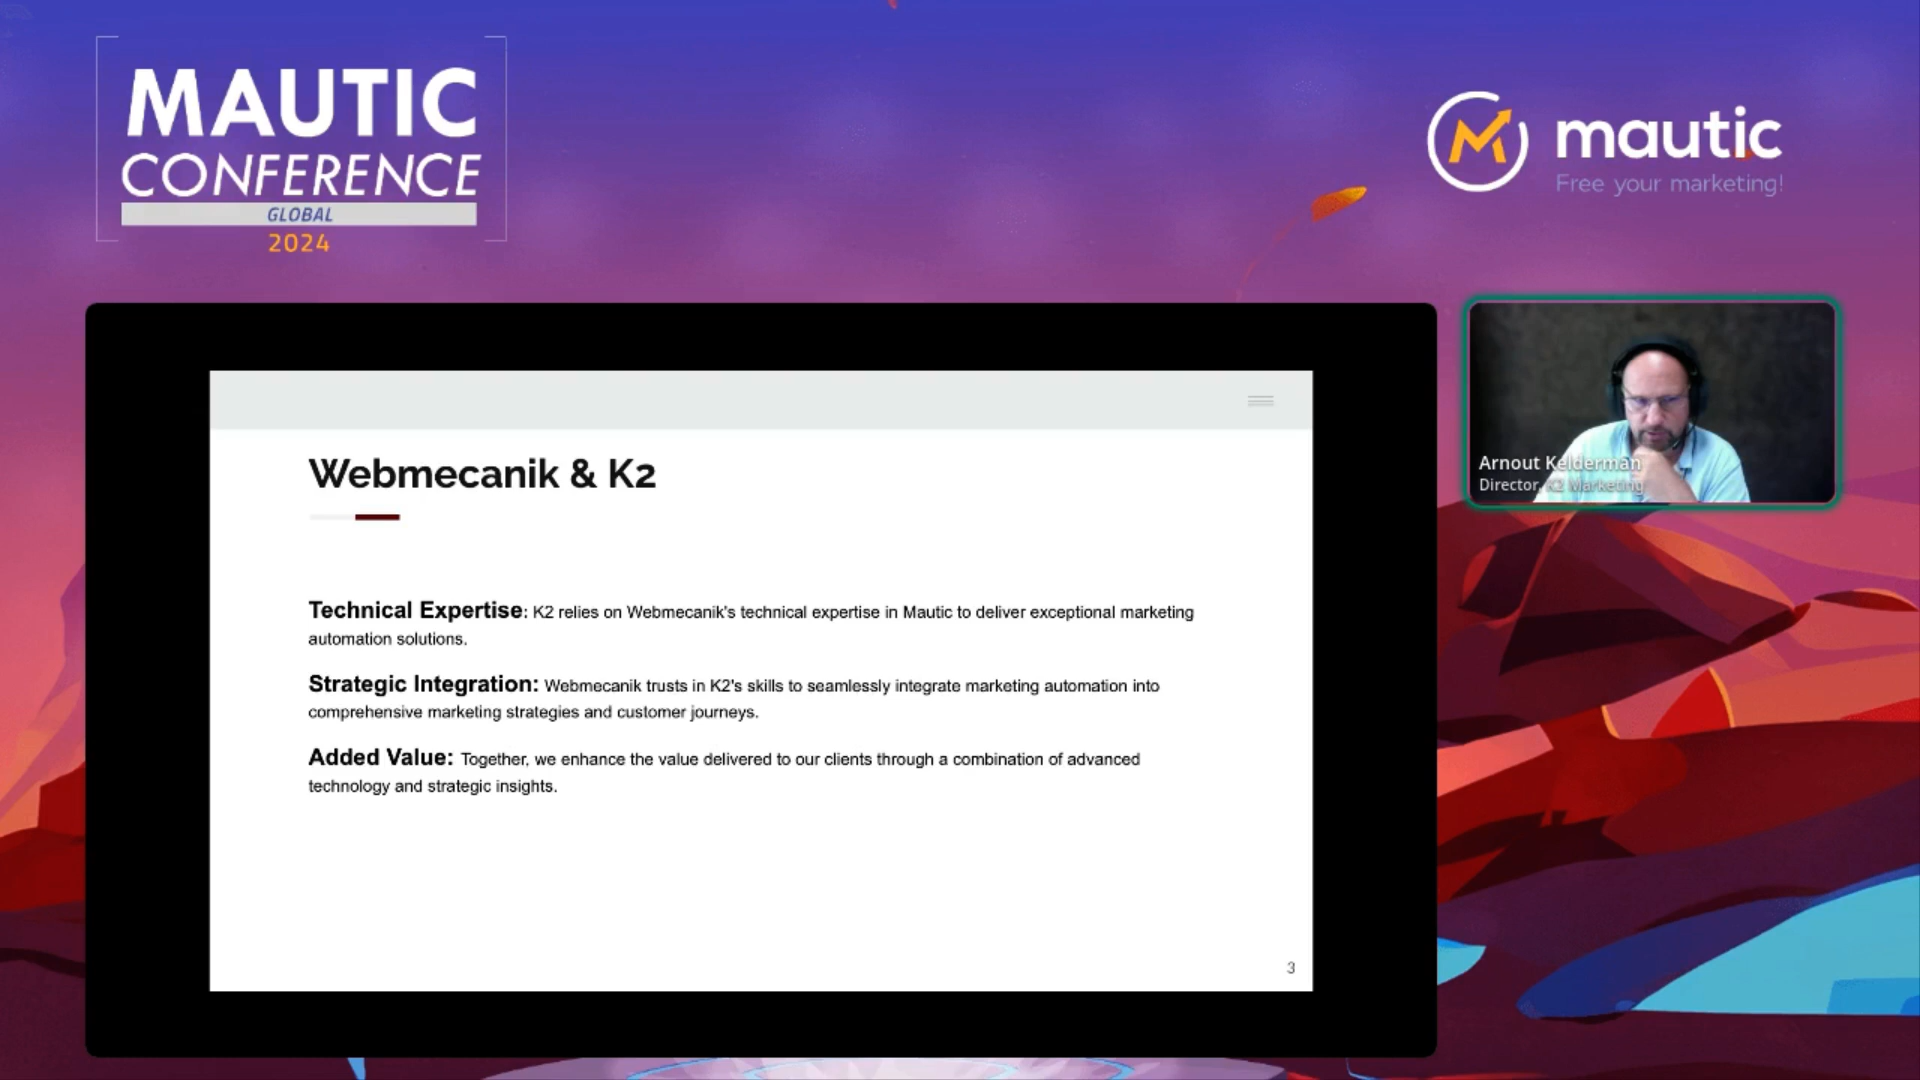 MAUTIC
CONFERENCE
GLOBAL
2024
mautic
Free your marketing!
Webmecanik & K2
Technical Expertise: K2 relies on Webmecanik's technical expertise in Mautic to deliver exceptional marketing
automation solutions.
Strategic Integration: Webmecanik trusts in K2's skills to seamlessly integrate marketing automation into
comprehensive marketing strategies and customer journeys.
Added Value: Together, we enhance the value delivered to our clients through a combination of advanced
technology and strategic insights.
3
Arnout Kelderman
Director, K2 Marketing